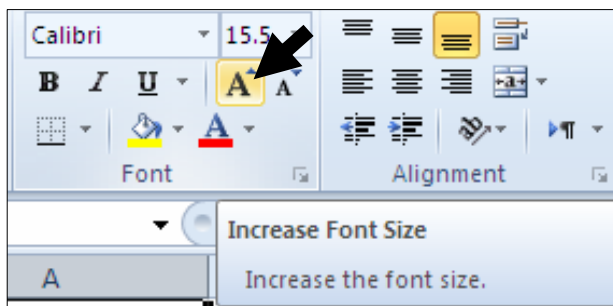 Calibri 15.5
B I U A A
A
Font Alignment
Increase Font Size
A Increase the font size.